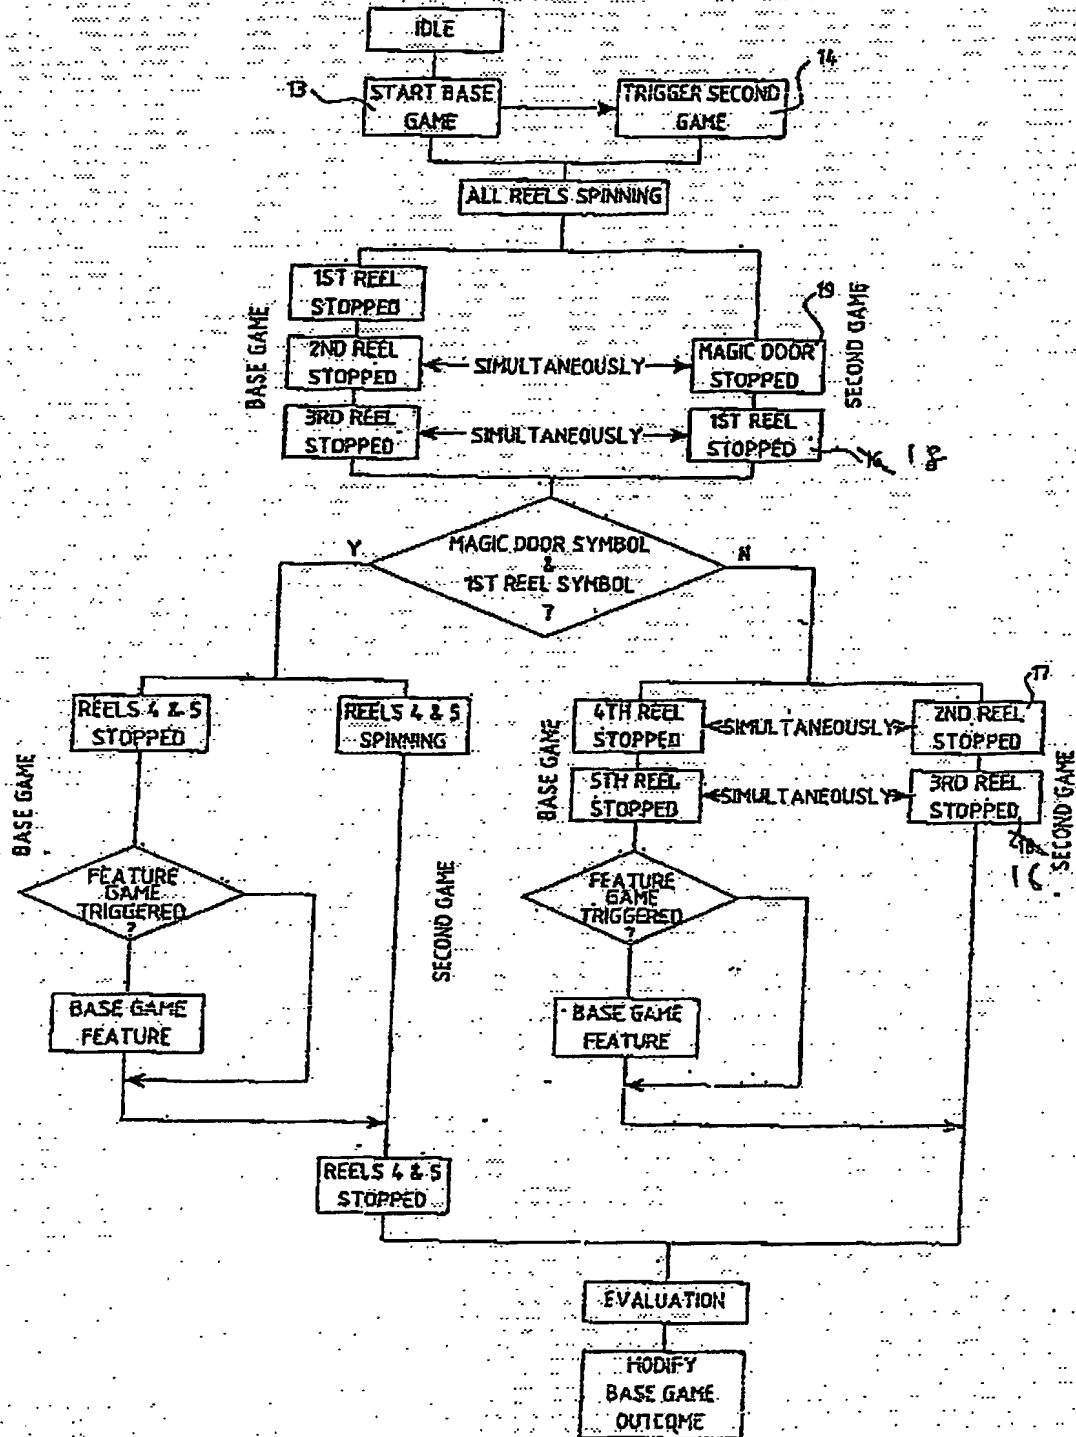 IDLE
13
START BASE
GAME
14
TRIGGER SECOND
GAME
ALL REELS SPINNING
BASE GAME
1ST REEL
STOPPED
2ND REEL
STOPPED
3RD REEL
STOPPED
SIMULTANEOUSLY
SIMULTANEOUSLY
19
MAGIC DOOR
STOPPED
1ST REEL
STOPPED
SECOND GAME
18
Y
MAGIC DOOR SYMBOL
&
1ST REEL SYMBOL
?
N
BASE GAME
REELS 4 & 5
STOPPED
REELS 4 & 5
SPINNING
FEATURE
GAME
TRIGGERED
?
BASE GAME
FEATURE
SECOND GAME
REELS 4 & 5
STOPPED
BASE GAME
4TH REEL
STOPPED
SIMULTANEOUSLY
17
2ND REEL
STOPPED
5TH REEL
STOPPED
SIMULTANEOUSLY
3RD REEL
STOPPED
SECOND GAME
16
FEATURE
GAME
TRIGGERED
?
BASE GAME
FEATURE
EVALUATION
MODIFY
BASE GAME
OUTCOME